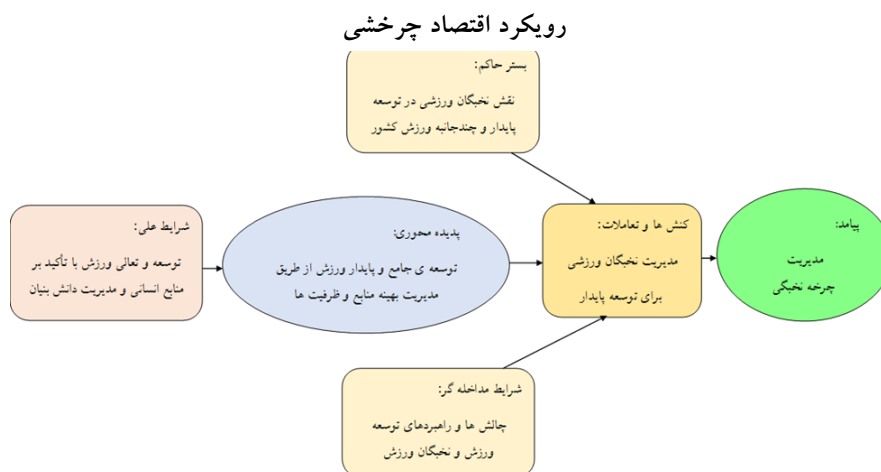 رویکرد اقتصاد چرخشی
بستر حاکم:
نقش نخبگان ورزشی در توسعه
پایدار و چندجانبه ورزش کشور
شرایط علی:
توسعه و تعالی ورزش با تأکید بر
منابع انسانی و مدیریت دانش بنیان
پدیده محوری:
توسعه ی جامع و پایدار ورزش از طریق
مدیریت بهینه منابع و ظرفیت ها
کنش ها و تعاملات:
مدیریت نخبگان ورزشی
برای توسعه پایدار
پیامد:
مدیریت
چرخه نخبگی
شرایط مداخله گر:
چالش ها و راهبردهای توسعه
ورزش و نخبگان ورزش